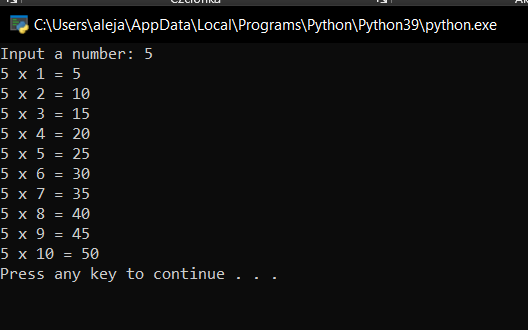 C:\Users\aleja\AppData\Local\Programs\Python\Python39\python.exe
Input a number: 5
5 x 1 = 5
5 x 2 = 10
5 x 3 = 15
5 x 4 = 20
5 x 5 = 25
5 x 6 = 30
5 x 7 = 35
5 x 8 = 40
5 x 9 = 45
5 x 10 = 50
Press any key to continue . . .